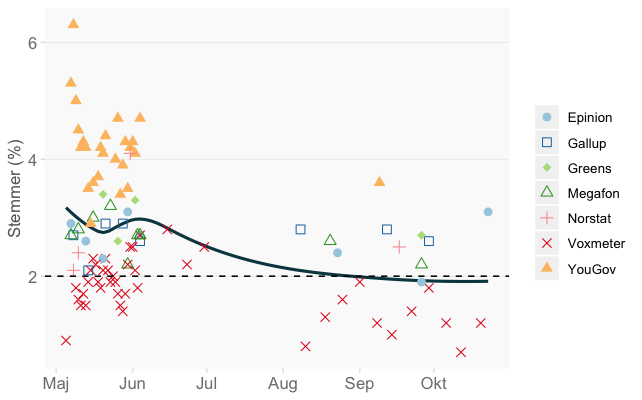 Stemmer (%)
6
4
2
Maj Jun Jul Aug Sep Okt
Epinion
Gallup
Greens
Megafon
Norstat
Voxmeter
YouGov